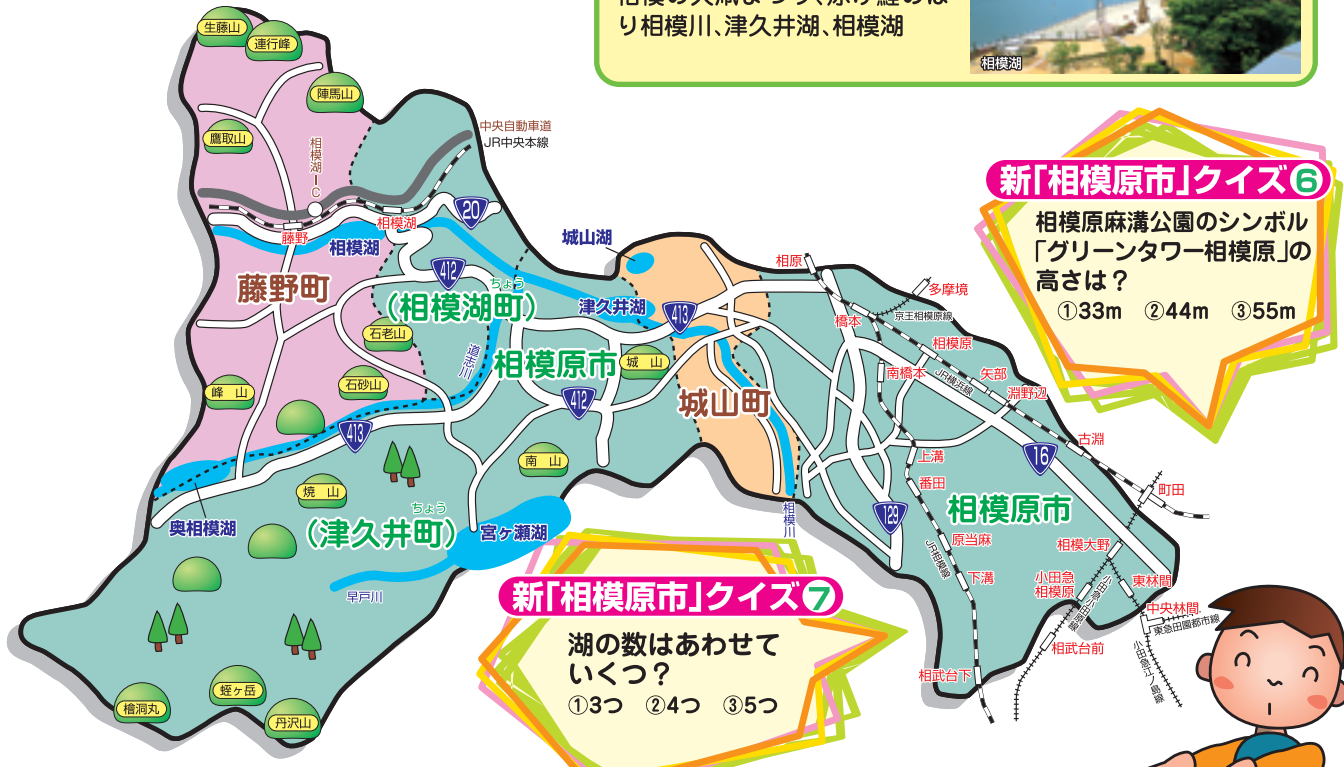 り相模川、津久井湖、相模湖
相模湖
生藤山
連行峰
陣馬山
鷹取山
相模湖IC
中央自動車道
JR中央本線
20
相模湖
藤野
相模湖
藤野町
412
ちょう
(相模湖町)
城山湖
津久井湖
413
相原
多摩境
京王相模原線
橋本
相模原
石老山
道志川
相模原市
城 山
南橋本
JR横浜線
矢部
淵野辺
石砂山
峰 山
412
城山町
413
古淵
上溝
16
南 山
番田
町田
焼 山
相模原市
奥相模湖
ちょう
(津久井町)
宮ヶ瀬湖
相模川
129
原当麻
相模大野
JR相模線
下溝
小田急
相模原
小田急小田原線
東林間
中央林間
東急田園都市線
早戸川
相武台前
小田急江ノ島線
相武台下
蛭ヶ岳
檜洞丸
丹沢山
新「相模原市」クイズ6
相模原麻溝公園のシンボル
「グリーンタワー相模原」の
高さは?
①33m ②44m ③55m
新「相模原市」クイズ7
湖の数はあわせて
いくつ?
①3つ ②4つ ③5つ